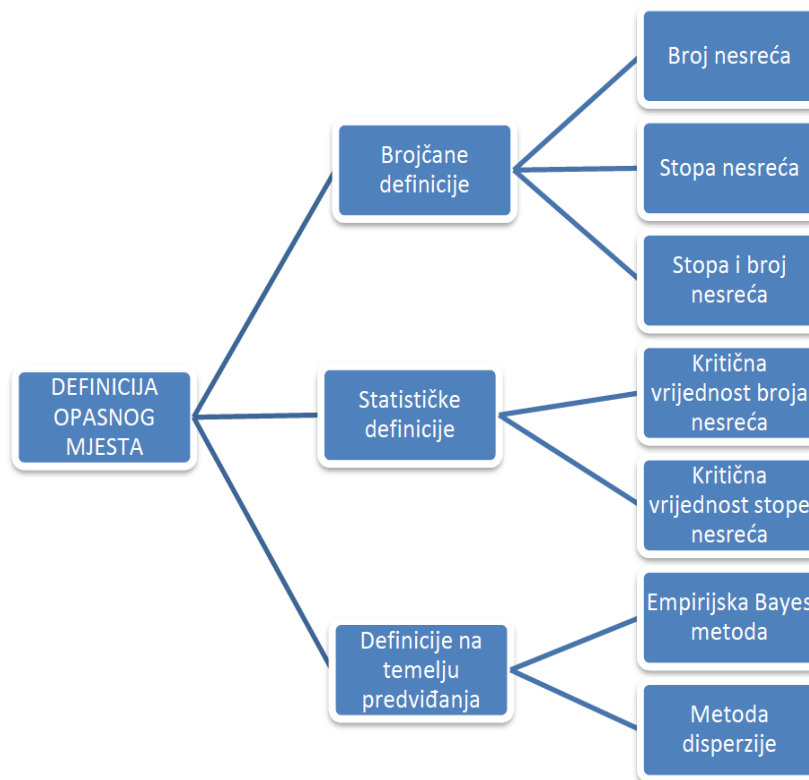 DEFINICIJA
OPASNOG
MJESTA
Brojčane
definicije
Broj nesreća
Stopa nesreća
Stopa i broj
nesreća
Statističke
definicije
Kritična
vrijednost broja
nesreća
Kritična
vrijednost stope
nesreća
Definicije na
temelju
predviđanja
Empirijska Bayes
metoda
Metoda
disperzije